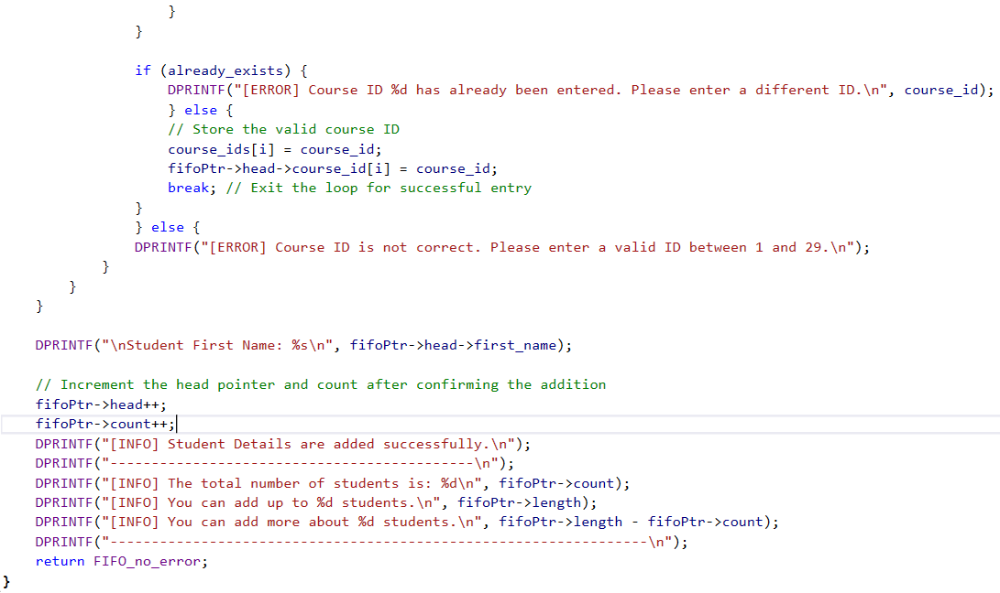 }
                }

                if (already_exists) {
                    DPRINTF("[ERROR] Course ID %d has already been entered. Please enter a different ID.\n", course_id);
                    } else {
                    // Store the valid course ID
                    course_ids[i] = course_id;
                    fifoPtr->head->course_id[i] = course_id;
                    break; // Exit the loop for successful entry
                }
                } else {
                DPRINTF("[ERROR] Course ID is not correct. Please enter a valid ID between 1 and 29.\n");
            }
        }
    }

    DPRINTF("\nStudent First Name: %s\n", fifoPtr->head->first_name);

    // Increment the head pointer and count after confirming the addition
    fifoPtr->head++;
    fifoPtr->count++;
    DPRINTF("[INFO] Student Details are added successfully.\n");
    DPRINTF("--------------------------------------------\n");
    DPRINTF("[INFO] The total number of students is: %d\n", fifoPtr->count);
    DPRINTF("[INFO] You can add up to %d students.\n", fifoPtr->length);
    DPRINTF("[INFO] You can add more about %d students.\n", fifoPtr->length - fifoPtr->count);
    DPRINTF("-----------------------------------------------------------------\n");
    return FIFO_no_error;
}